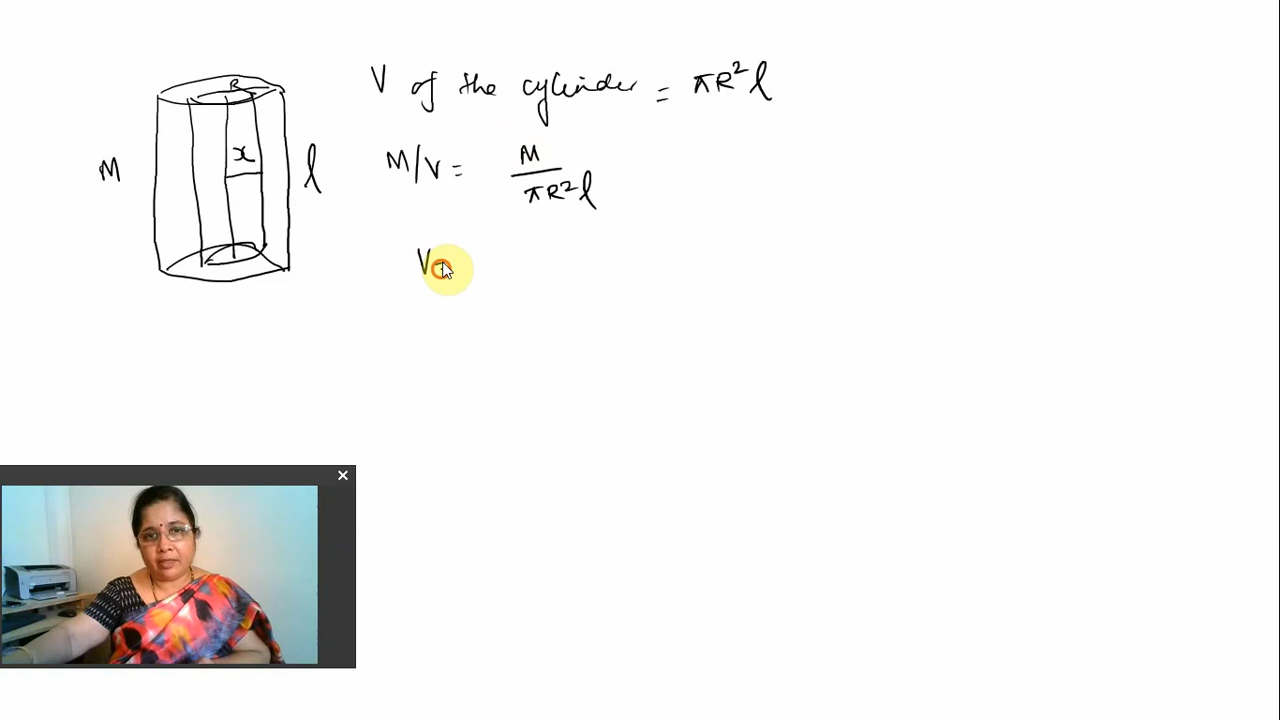 V of the cylinder = πR²l
R
x
M
l
M/V = M / πR²l
V